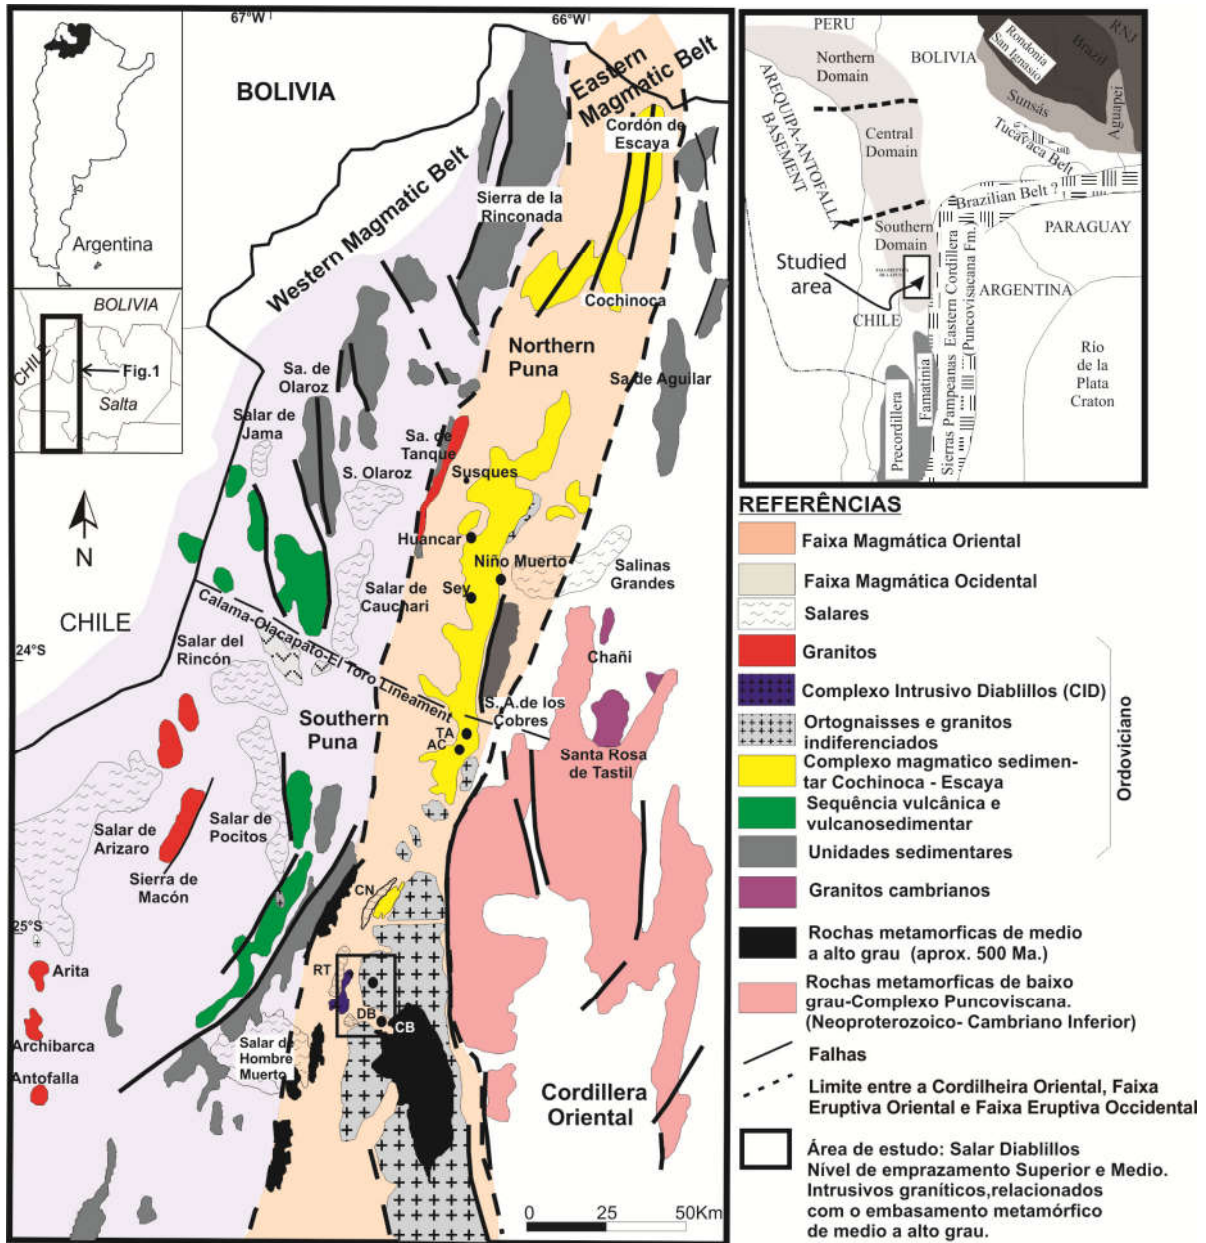 67°W
66°W
BOLIVIA
Eastern
Magmatic Belt
Cordón de
Escaya
Western Magmatic Belt
Sierra de la
Rinconada
Cochinoca
Northern
Puna
Sa de Aguilar
Sa. de
Olaroz
Salar de
Jama
S. Olaroz
Sa. de
Tanque
Susques
Huancar
Niño Muerto
Salinas
Grandes
Sey
Salar de
Cauchari
CHILE
Calama-Olacapato-El Toro Lineament
24°S
Salar del
Rincón
Chañi
Southern
Puna
S. A.de los
Cobres
TA
AC
Santa Rosa
de Tastil
Salar de
Arizaro
Salar de
Pocitos
Sierra de
Macón
CN
25°S
RT
Arita
DB
CB
Archibarca
Salar de
Hombre
Muerto
Antofalla
Cordillera
Oriental
0 25 50Km
Argentina
BOLIVIA
CHILE
Fig.1
Salta
N
PERU
Northern
Domain
BOLIVIA
Rondonia
San Ignasio
Brazil
RNJ
Sunsás
Aguapei
AREQUIPA-ANTOFALLA
BASEMENT
Central
Domain
Tucavaca Belt
Brazilian Belt ?
PARAGUAY
Southern
Domain
Studied
area
CHILE
ARGENTINA
Eastern Cordillera
(Puncovisacana Fm.)
Sierras Pampeanas
Famatinia
Precordillera
Río
de la
Plata
Craton
REFERÊNCIAS
Faixa Magmática Oriental
Faixa Magmática Ocidental
Salares
Granitos
Complexo Intrusivo Diablillos (CID)
Ortognaisses e granitos
indiferenciados
Complexo magmatico sedimen-
tar Cochinoca - Escaya
Sequência vulcânica e
vulcanosedimentar
Unidades sedimentares
Ordoviciano
Granitos cambrianos
Rochas metamorficas de medio
a alto grau (aprox. 500 Ma.)
Rochas metamorficas de baixo
grau-Complexo Puncoviscana.
(Neoproterozoico- Cambriano Inferior)
Falhas
Limite entre a Cordilheira Oriental, Faixa
Eruptiva Oriental e Faixa Eruptiva Occidental
Área de estudo: Salar Diablillos
Nível de emprazamento Superior e Medio.
Intrusivos graníticos,relacionados
com o embasamento metamórfico
de medio a alto grau.